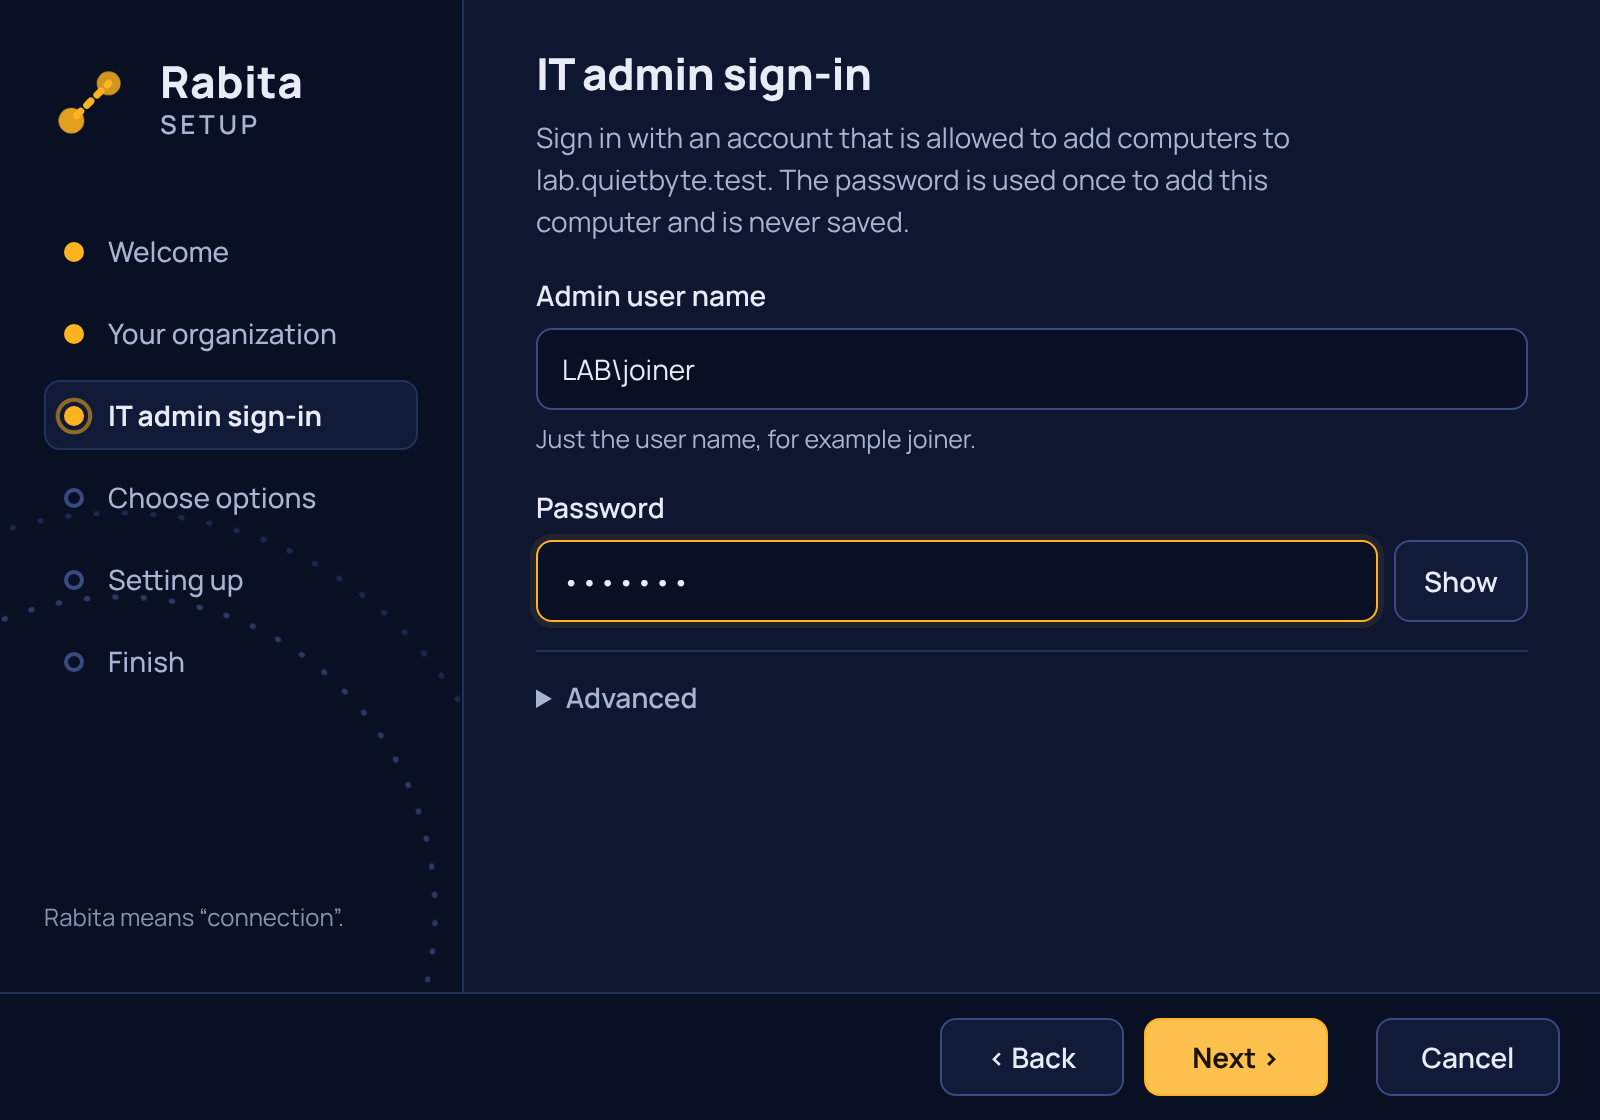 Rabita
SETUP
Welcome
Your organization
IT admin sign-in
Choose options
Setting up
Finish
Rabita means “connection”.
IT admin sign-in
Sign in with an account that is allowed to add computers to
lab.quietbyte.test. The password is used once to add this
computer and is never saved.
Admin user name
LAB\joiner
Just the user name, for example joiner.
Password
•••••••
Show
▶ Advanced
‹ Back
Next ›
Cancel